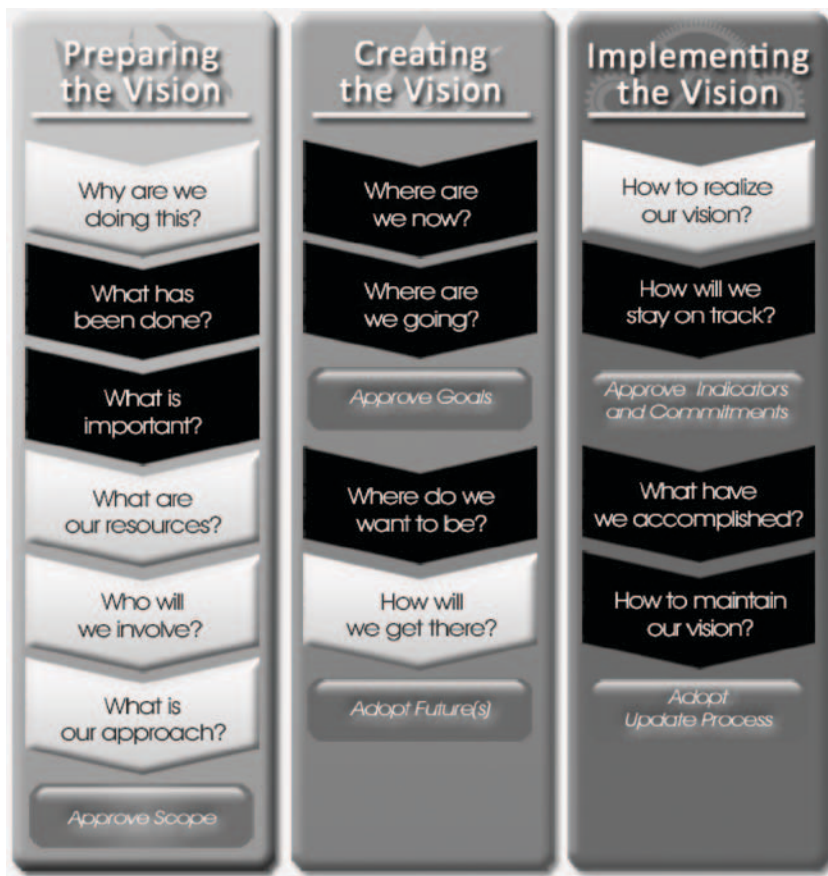 Preparing
the Vision
Why are we
doing this?
What has
been done?
What is
important?
What are
our resources?
Who will
we involve?
What is
our approach?
Approve Scope
Creating
the Vision
Where are
we now?
Where are
we going?
Approve Goals
Where do we
want to be?
How will
we get there?
Adopt Future(s)
Implementing
the Vision
How to realize
our vision?
How will we
stay on track?
Approve Indicators
and Commitments
What have
we accomplished?
How to maintain
our vision?
Adopt
Update Process